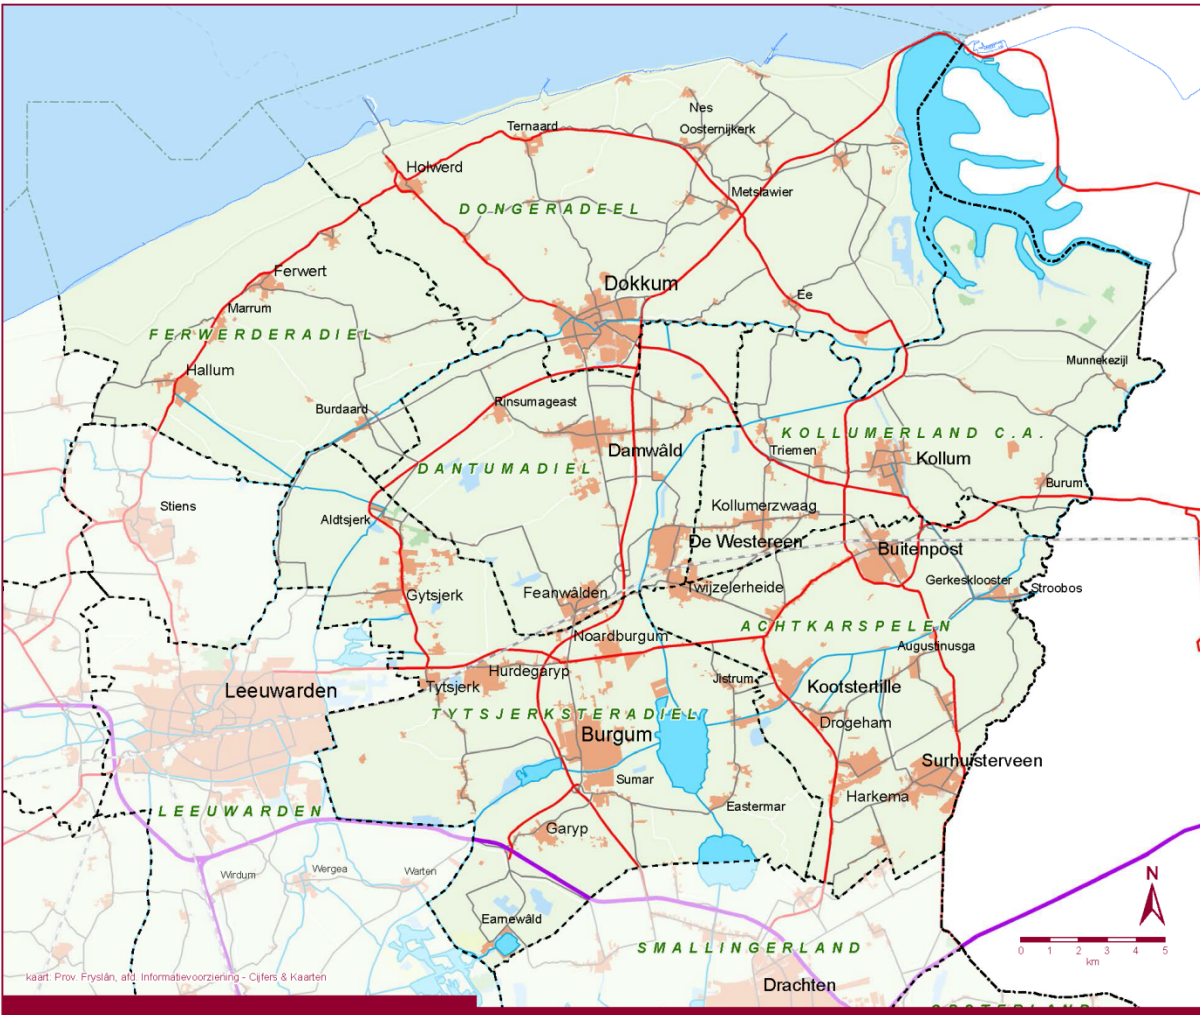 Nes
Ternaard
Oosternijkerk
Holwerd
Metslawier
DONGERADEEL
Ferwert
Dokkum
Ee
Marrum
FERWERDERADIEL
Munnekezijl
Hallum
Burdaard
Rinsumageast
KOLLUMERLAND C.A.
Damwâld
Triemen
Kollum
DANTUMADIEL
Burum
Stiens
Kollumerzwaag
Aldtsjerk
De Westereen
Buitenpost
Gerkesklooster
Stroobos
Gytsjerk
Feanwâlden
Twijzelerheide
ACHTKARSPELEN
Noardburgum
Augustinusga
Hurdegaryp
Jistrum
Leeuwarden
Tytsjerk
Kootstertille
TYTSJERKSTERADIEL
Drogeham
Burgum
Surhuisterveen
Sumar
Harkema
Eastermar
LEEUWARDEN
Garyp
Wergea
Warten
Wirdum
N
Earnewâld
SMALLINGERLAND
0 1 2 3 4 5
km
kaart: Prov. Fryslân, afd. Informatievoorziening - Cijfers & Kaarten
Drachten